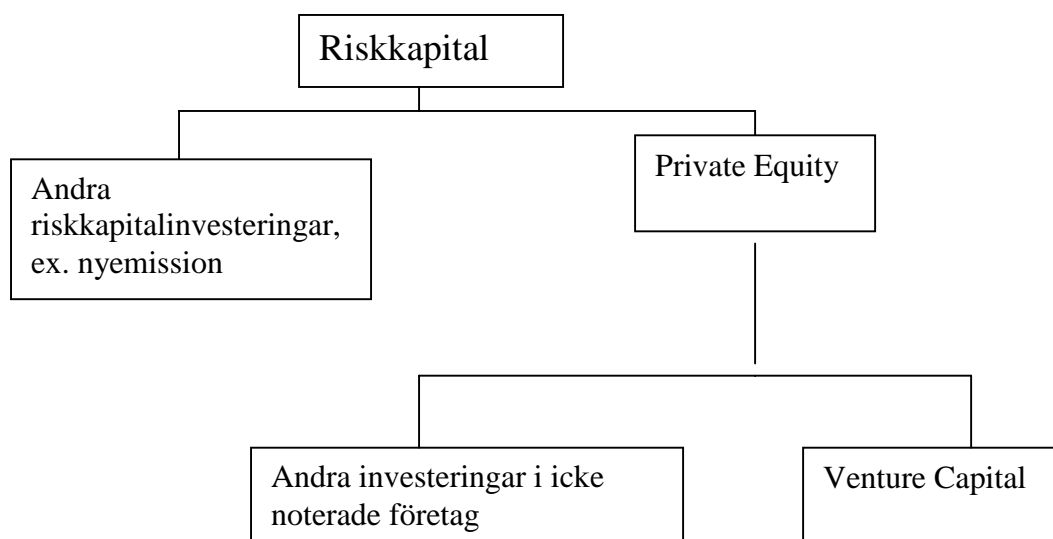 Riskkapital
Andra
riskkapitalinvesteringar,
ex. nyemission
Private Equity
Andra investeringar i icke
noterade företag
Venture Capital